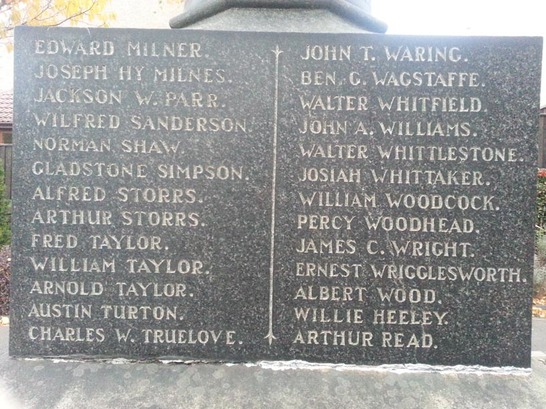 EDWARD MILNER.
JOSEPH HY MILNES.
JACKSON W. PARR.
WILFRED SANDERSON.
NORMAN SHAW.
GLADSTONE SIMPSON.
ALFRED STORRS.
ARTHUR STORRS.
FRED TAYLOR.
WILLIAM TAYLOR.
ARNOLD TAYLOR.
AUSTIN TURTON.
CHARLES W. TRUELOVE.
JOHN T. WARING.
BEN. G. WAGSTAFFE.
WALTER WHITFIELD.
JOHN A. WILLIAMS.
WALTER WHITTLESTONE.
JOSIAH WHITTAKER.
WILLIAM WOODCOCK.
PERCY WOODHEAD.
JAMES C. WRIGHT.
ERNEST WRIGGLESWORTH.
ALBERT WOOD.
WILLIE HEELEY.
ARTHUR READ.